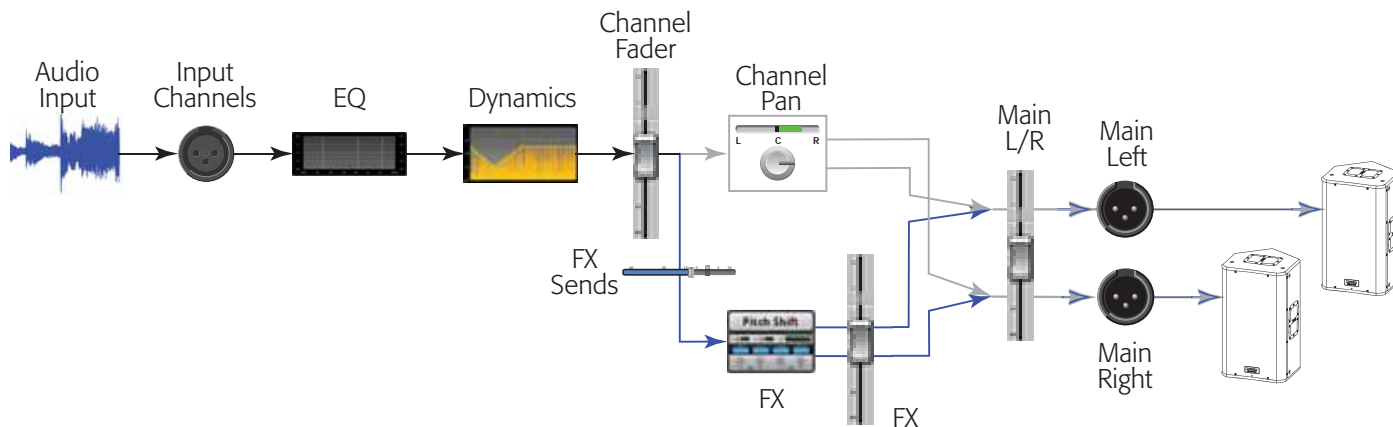 Audio
Input
Input
Channels
EQ
Dynamics
Channel
Fader
Channel
Pan
L C R
Main
L/R
Main
Left
FX
Sends
Pitch Shift
FX
FX
Main
Right